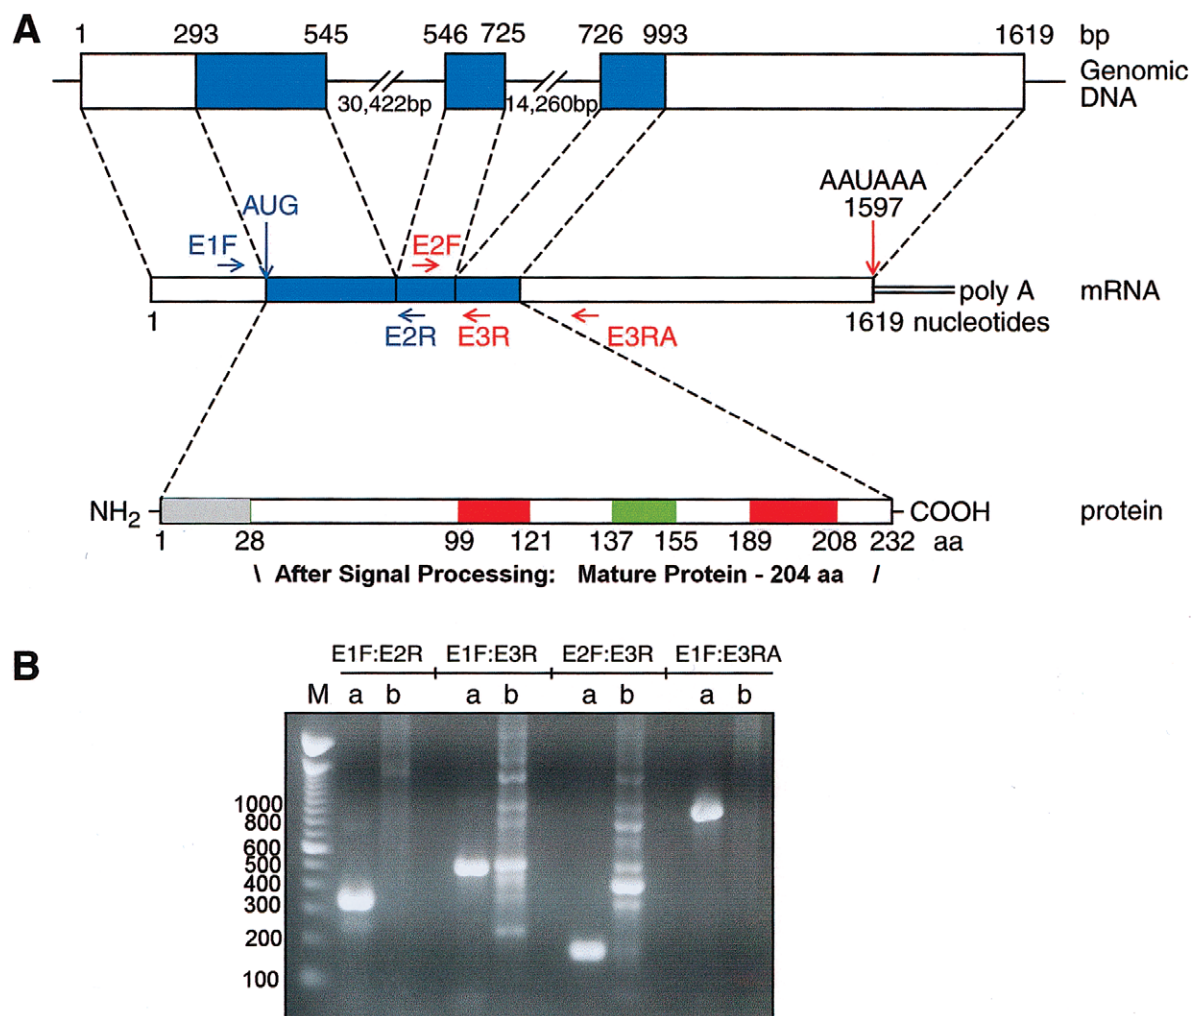 A
1 293 545 546 725 726 993 1619 bp
Genomic
DNA
30,422bp 14,260bp
AAUAAA
1597
AUG
E1F E2F
poly A mRNA
1 1619 nucleotides
E2R E3R E3RA
NH2 COOH protein
1 28 99 121 137 155 189 208 232 aa
\ After Signal Processing: Mature Protein - 204 aa /
B
E1F:E2R E1F:E3R E2F:E3R E1F:E3RA
M a b a b a b a b
1000
800
600
500
400
300
200
100